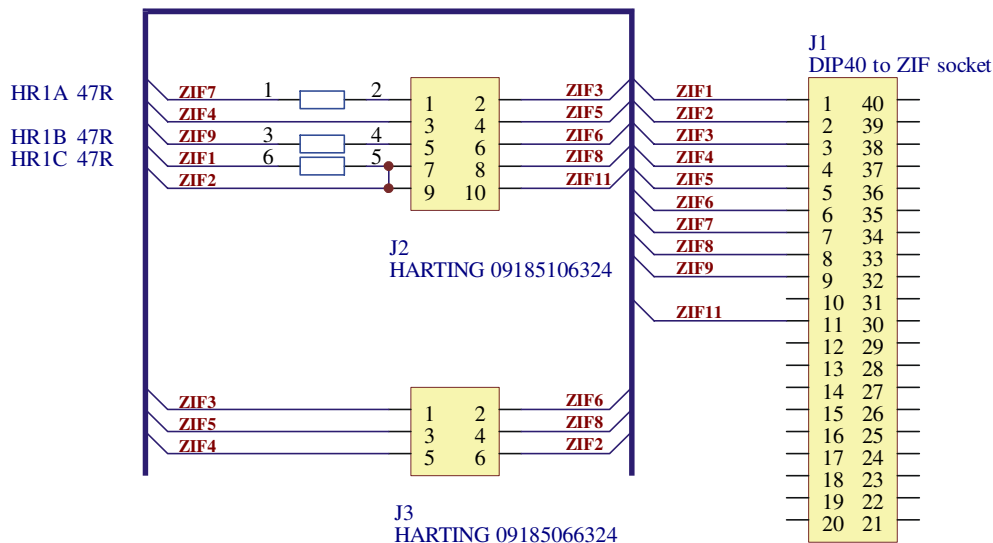 J1
DIP40 to ZIF socket
HR1A 47R
ZIF7 1 2 1 2 ZIF3
ZIF4 3 4 ZIF5
HR1B 47R
ZIF9 3 4 5 6 ZIF6
HR1C 47R
ZIF1 6 5 7 8 ZIF8
ZIF2 9 10 ZIF11
J2
HARTING 09185106324
ZIF3 1 2 ZIF6
ZIF5 3 4 ZIF8
ZIF4 5 6 ZIF2
J3
HARTING 09185066324
ZIF1 1 40
ZIF2 2 39
ZIF3 3 38
ZIF4 4 37
ZIF5 5 36
ZIF6 6 35
ZIF7 7 34
ZIF8 8 33
ZIF9 9 32
10 31
ZIF11 11 30
12 29
13 28
14 27
15 26
16 25
17 24
18 23
19 22
20 21